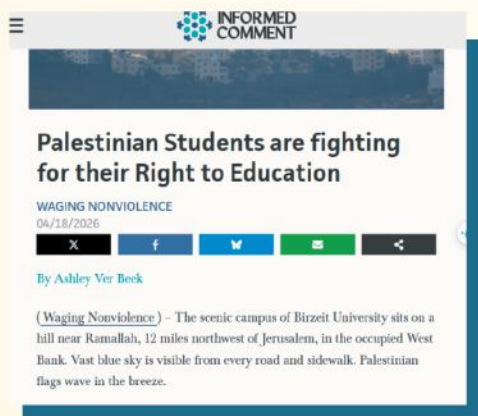 INFORMED
COMMENT
Palestinian Students are fighting
for their Right to Education
WAGING NONVIOLENCE
04/18/2026
By Ashley Ver Beek
( Waging Nonviolence ) – The scenic campus of Birzeit University sits on a
hill near Ramallah, 12 miles northwest of Jerusalem, in the occupied West
Bank. Vast blue sky is visible from every road and sidewalk. Palestinian
flags wave in the breeze.